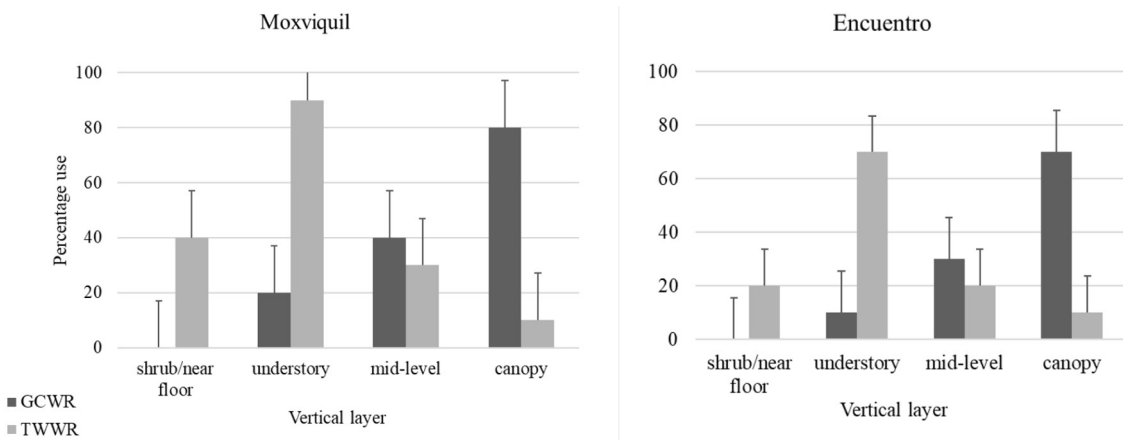 Moxviquil
Percentage use
100
80
60
40
20
0
shrub/near
floor
understory
mid-level
canopy
Vertical layer
GCWR
TWWR
Encuentro
100
80
60
40
20
0
shrub/near
floor
understory
mid-level
canopy
Vertical layer